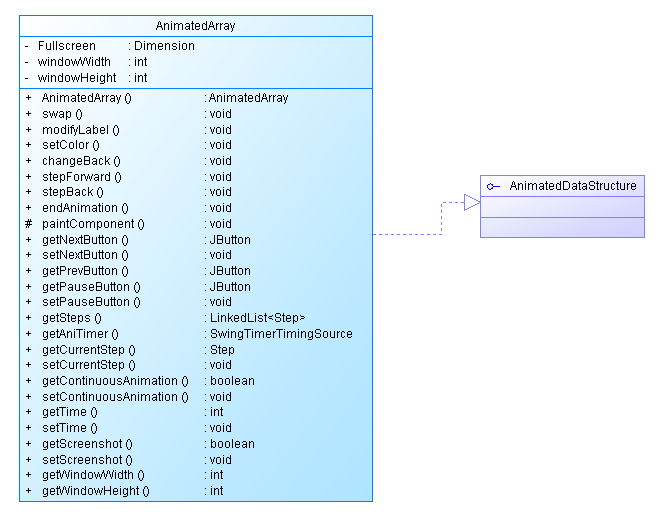 AnimatedArray
- Fullscreen : Dimension
- windowWidth : int
- windowHeight : int
+ AnimatedArray () : AnimatedArray
+ swap () : void
+ modifyLabel () : void
+ setColor () : void
+ changeBack () : void
+ stepForward () : void
+ stepBack () : void
+ endAnimation () : void
# paintComponent () : void
+ getNextButton () : JButton
+ setNextButton () : void
+ getPrevButton () : JButton
+ getPauseButton () : JButton
+ setPauseButton () : void
+ getSteps () : LinkedList<Step>
+ getAniTimer () : SwingTimerTimingSource
+ getCurrentStep () : Step
+ setCurrentStep () : void
+ getContinuousAnimation () : boolean
+ setContinuousAnimation () : void
+ getTime () : int
+ setTime () : void
+ getScreenshot () : boolean
+ setScreenshot () : void
+ getWindowWidth () : int
+ getWindowHeight () : int
AnimatedDataStructure